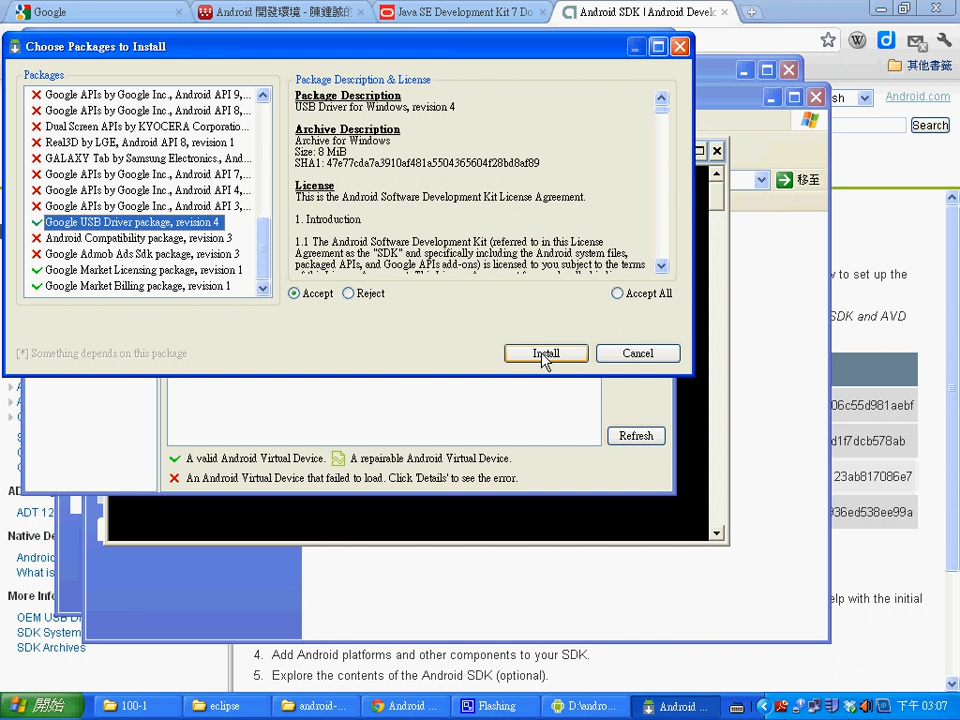 Google
Android 開發環境 - 陳鍾誠的
Java SE Development Kit 7 Do
Android SDK | Android Devel
Choose Packages to Install
其他書籤
Packages
Google APIs by Google Inc., Android API 9,...
Google APIs by Google Inc., Android API 8,...
Dual Screen APIs by KYOCERA Corporatio...
Real3D by LGE, Android API 8, revision 1
GALAXY Tab by Samsung Electronics., And...
Google APIs by Google Inc., Android API 7,...
Google APIs by Google Inc., Android API 4,...
Google APIs by Google Inc., Android API 3,...
Google USB Driver package, revision 4
Android Compatibility package, revision 3
Google Admob Ads Sdk package, revision 3
Google Market Licensing package, revision 1
Google Market Billing package, revision 1
Package Description & License
Package Description
USB Driver for Windows, revision 4
Archive Description
Archive for Windows
Size: 8 MiB
SHA1: 47e77cda7a3910af481a5504365604f28bd8af89
License
This is the Android Software Development Kit License Agreement.
1. Introduction
1.1 The Android Software Development Kit (referred to in this License
Agreement as the "SDK" and specifically including the Android system files,
packaged APIs, and Google APIs add-ons) is licensed to you subject to the terms
Accept
Reject
Accept All
[*] Something depends on this package
Install
Cancel
sh
Android.com
Search
移至
y to set up the
SDK and AVD
06c55d981aebf
d1f7dcb578ab
23ab817086e7
936ed538ee99a
elp with the initial
Refresh
A valid Android Virtual Device.
A repairable Android Virtual Device.
An Android Virtual Device that failed to load. Click 'Details' to see the error.
ADT 12
Native De
Android
What is
More Info
OEM USB Dr
SDK System
SDK Archives
4. Add Android platforms and other components to your SDK.
5. Explore the contents of the Android SDK (optional).
開始
100-1
eclipse
android-...
Android ...
Flashing
D:\andro...
Android ...
下午 03:07